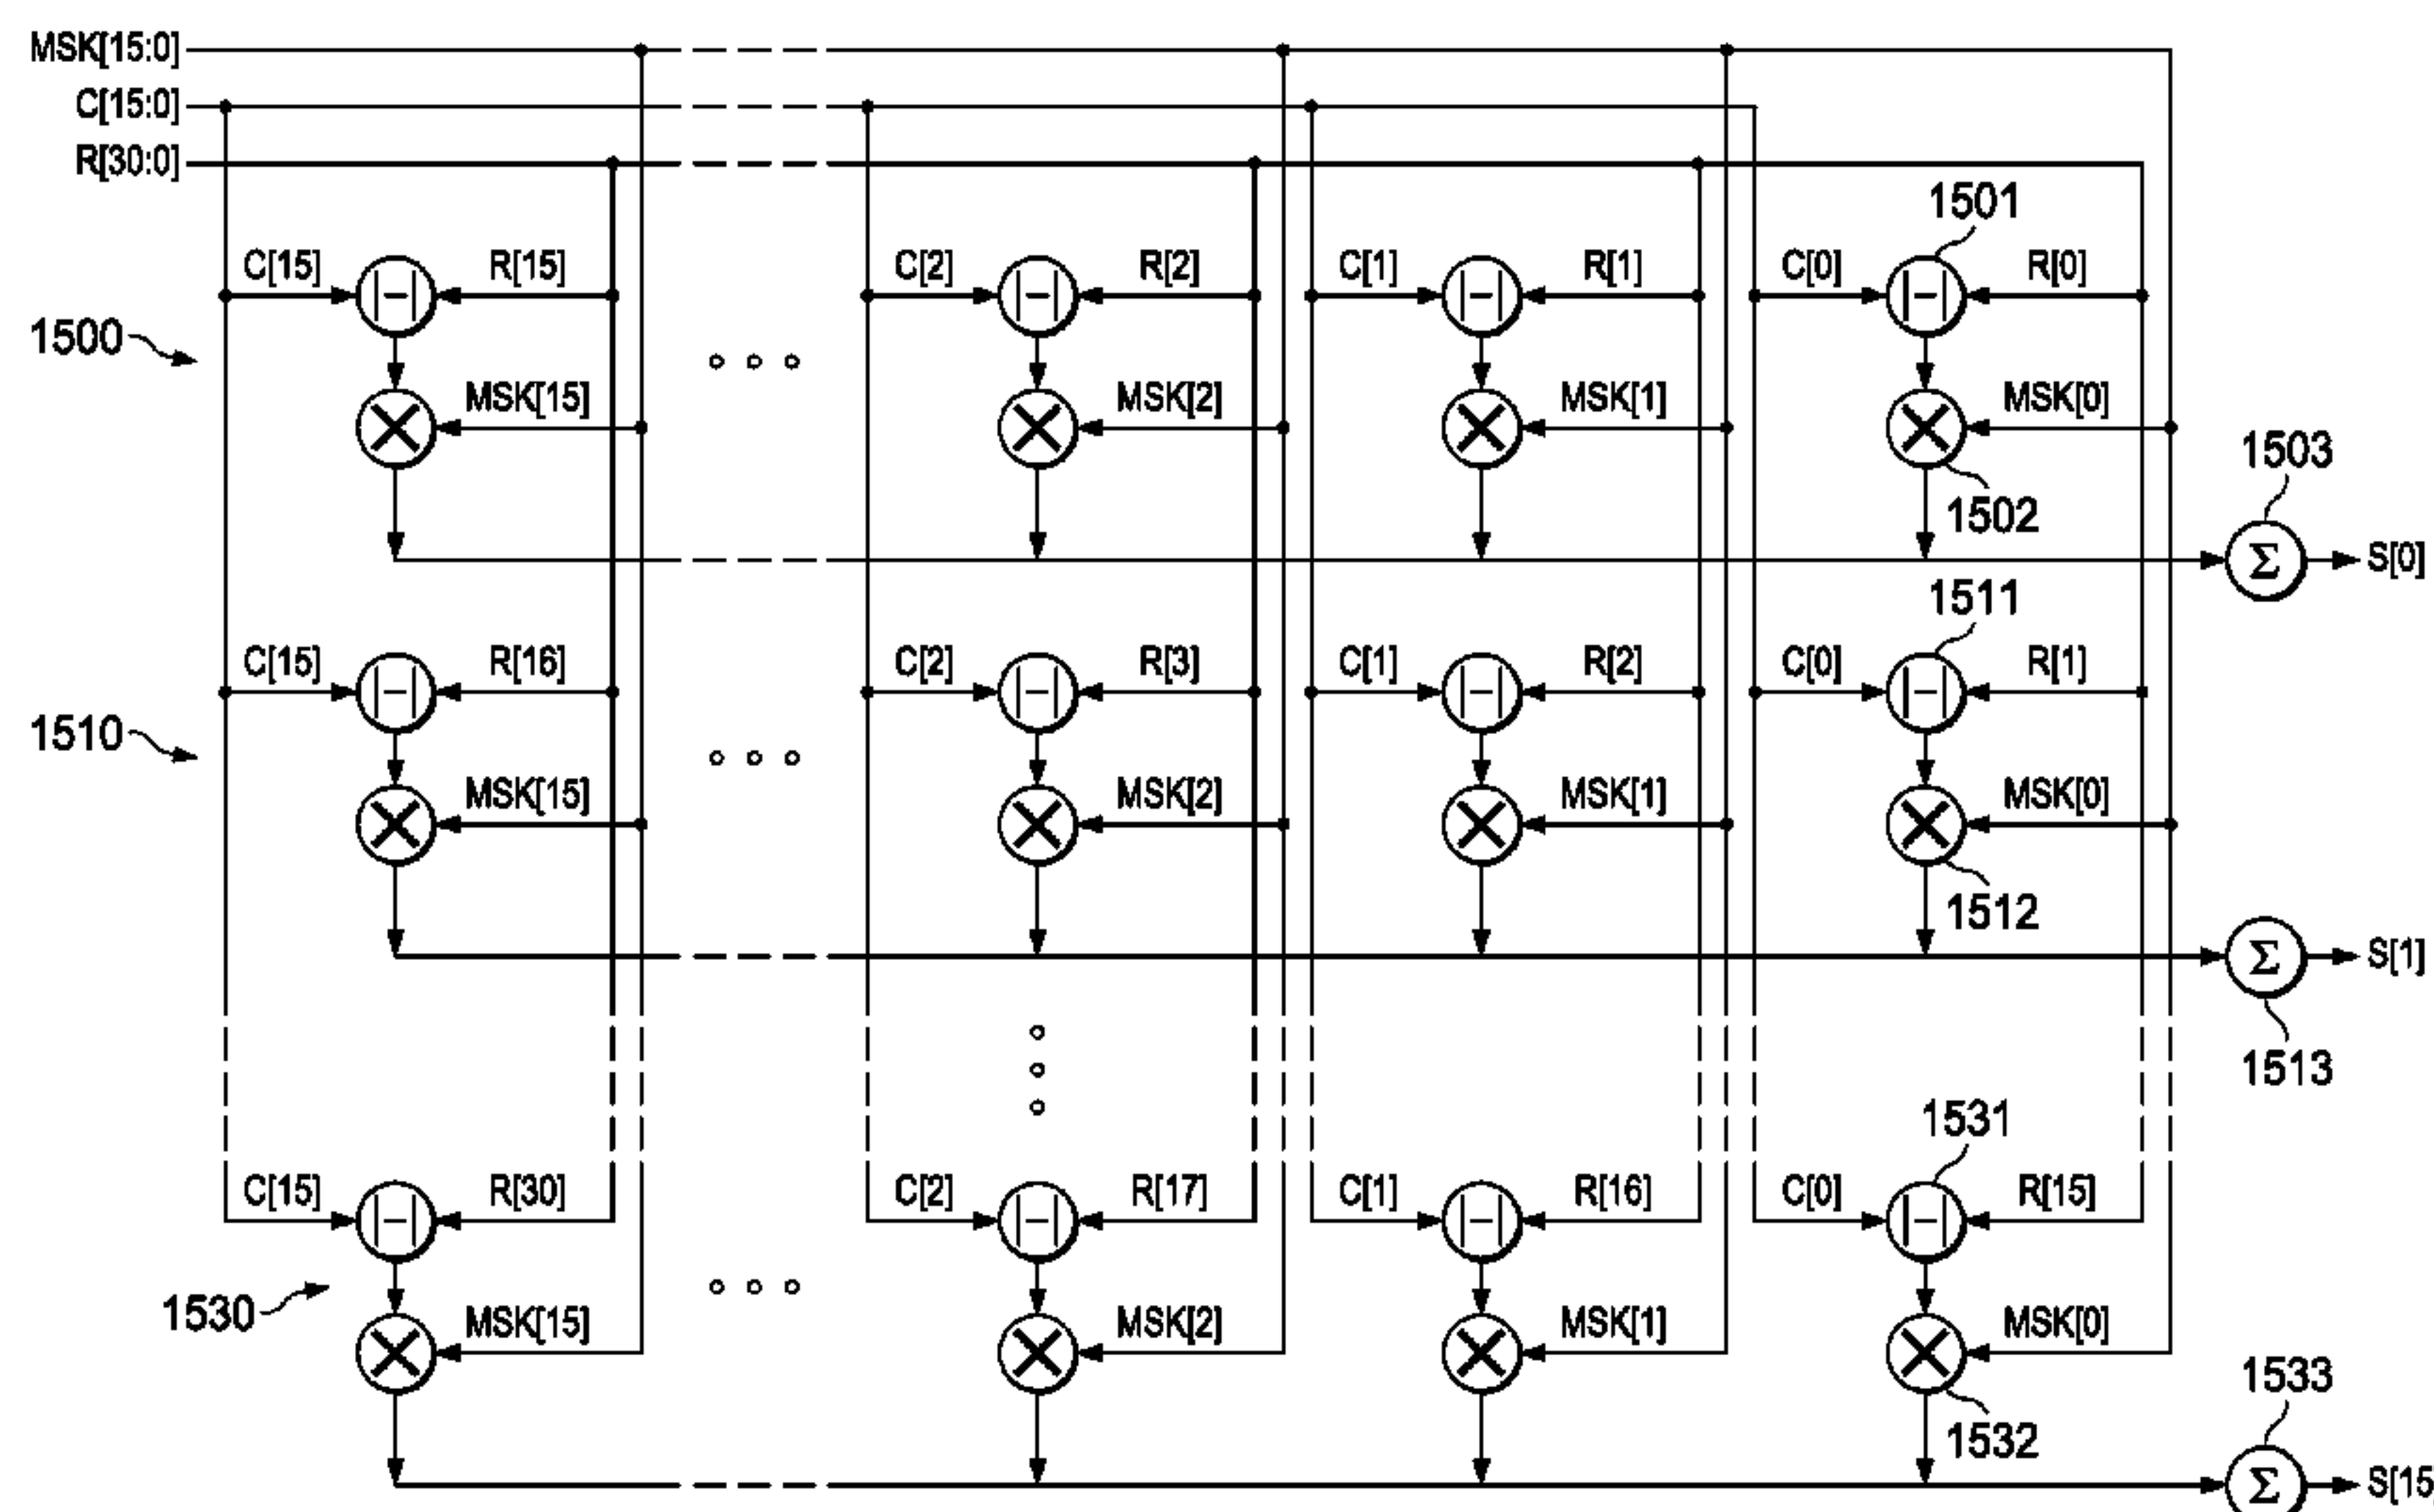 MSK[15:0]
C[15:0]
R[30:0]
1501
C[15] R[15] C[2] R[2] C[1] R[1] C[0] R[0]
1500
MSK[15] MSK[2] MSK[1] MSK[0]
1503
1502
Σ S[0]
1511
C[15] R[16] C[2] R[3] C[1] R[2] C[0] R[1]
1510
MSK[15] MSK[2] MSK[1] MSK[0]
1512
Σ S[1]
1513
1531
C[15] R[30] C[2] R[17] C[1] R[16] C[0] R[15]
1530
MSK[15] MSK[2] MSK[1] MSK[0]
1533
1532
Σ S[15]